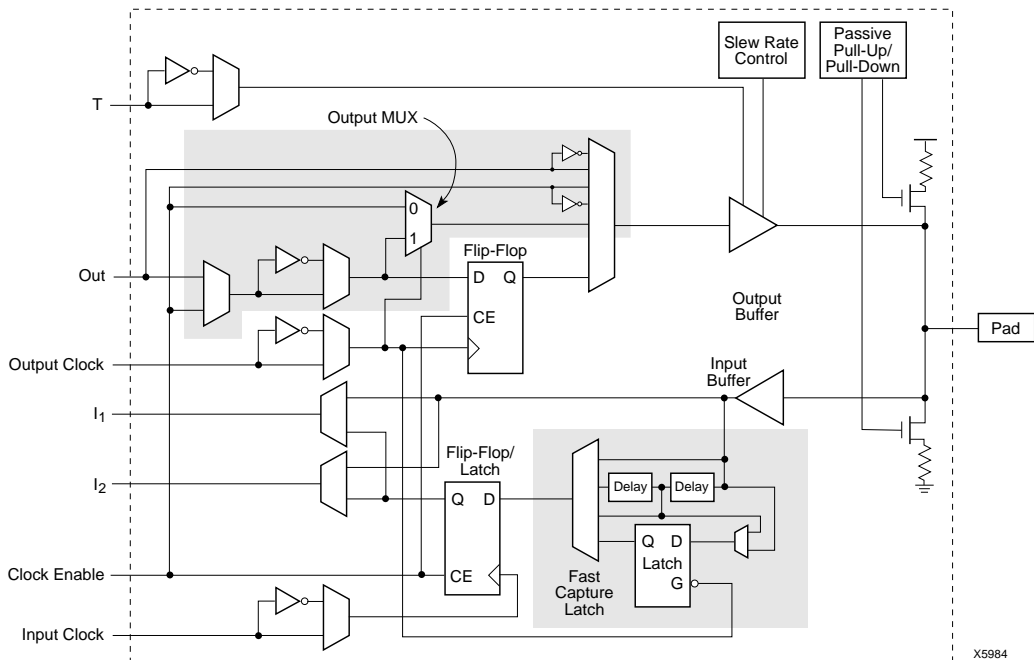 Slew Rate
Control
Passive
Pull-Up/
Pull-Down
T
Output MUX
0
1
Flip-Flop
D
Q
CE
Out
Output
Buffer
Pad
Output Clock
Input
Buffer
I1
Flip-Flop/
Latch
I2
Delay
Delay
Q
D
Q
D
Latch
G
Clock Enable
CE
Fast
Capture
Latch
Input Clock
X5984